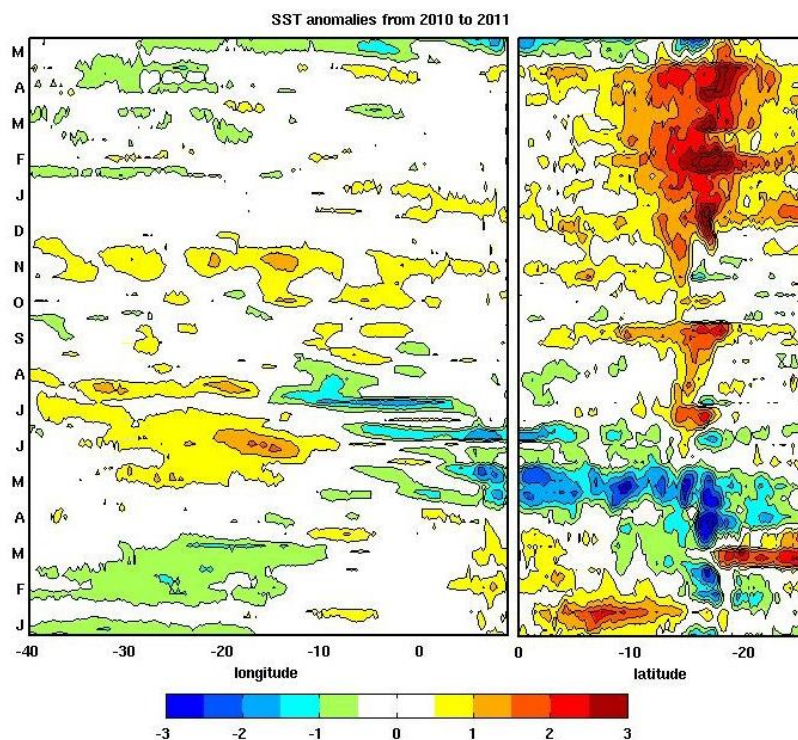 SST anomalies from 2010 to 2011
M
A
M
F
J
D
N
O
S
A
J
J
M
A
M
F
J
-40 -30 -20 -10 0 0 -10 -20
longitude latitude
-3 -2 -1 0 1 2 3